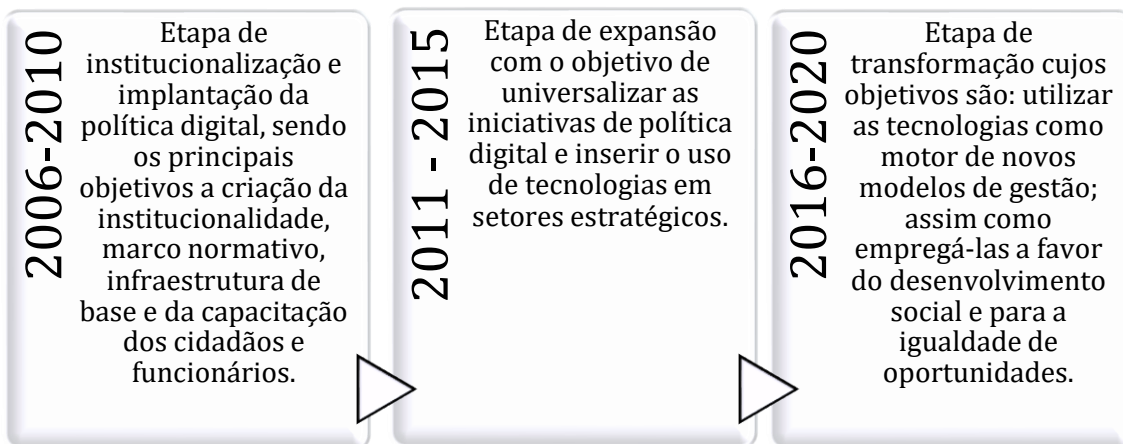 2006-2010
Etapa de
institucionalização e
implantação da
política digital, sendo
os principais
objetivos a criação da
institucionalidade,
marco normativo,
infraestrutura de
base e da capacitação
dos cidadãos e
funcionários.
2011 - 2015
Etapa de expansão
com o objetivo de
universalizar as
iniciativas de política
digital e inserir o uso
de tecnologias em
setores estratégicos.
2016-2020
Etapa de
transformação cujos
objetivos são: utilizar
as tecnologias como
motor de novos
modelos de gestão;
assim como
empregá-las a favor
do desenvolvimento
social e para a
igualdade de
oportunidades.